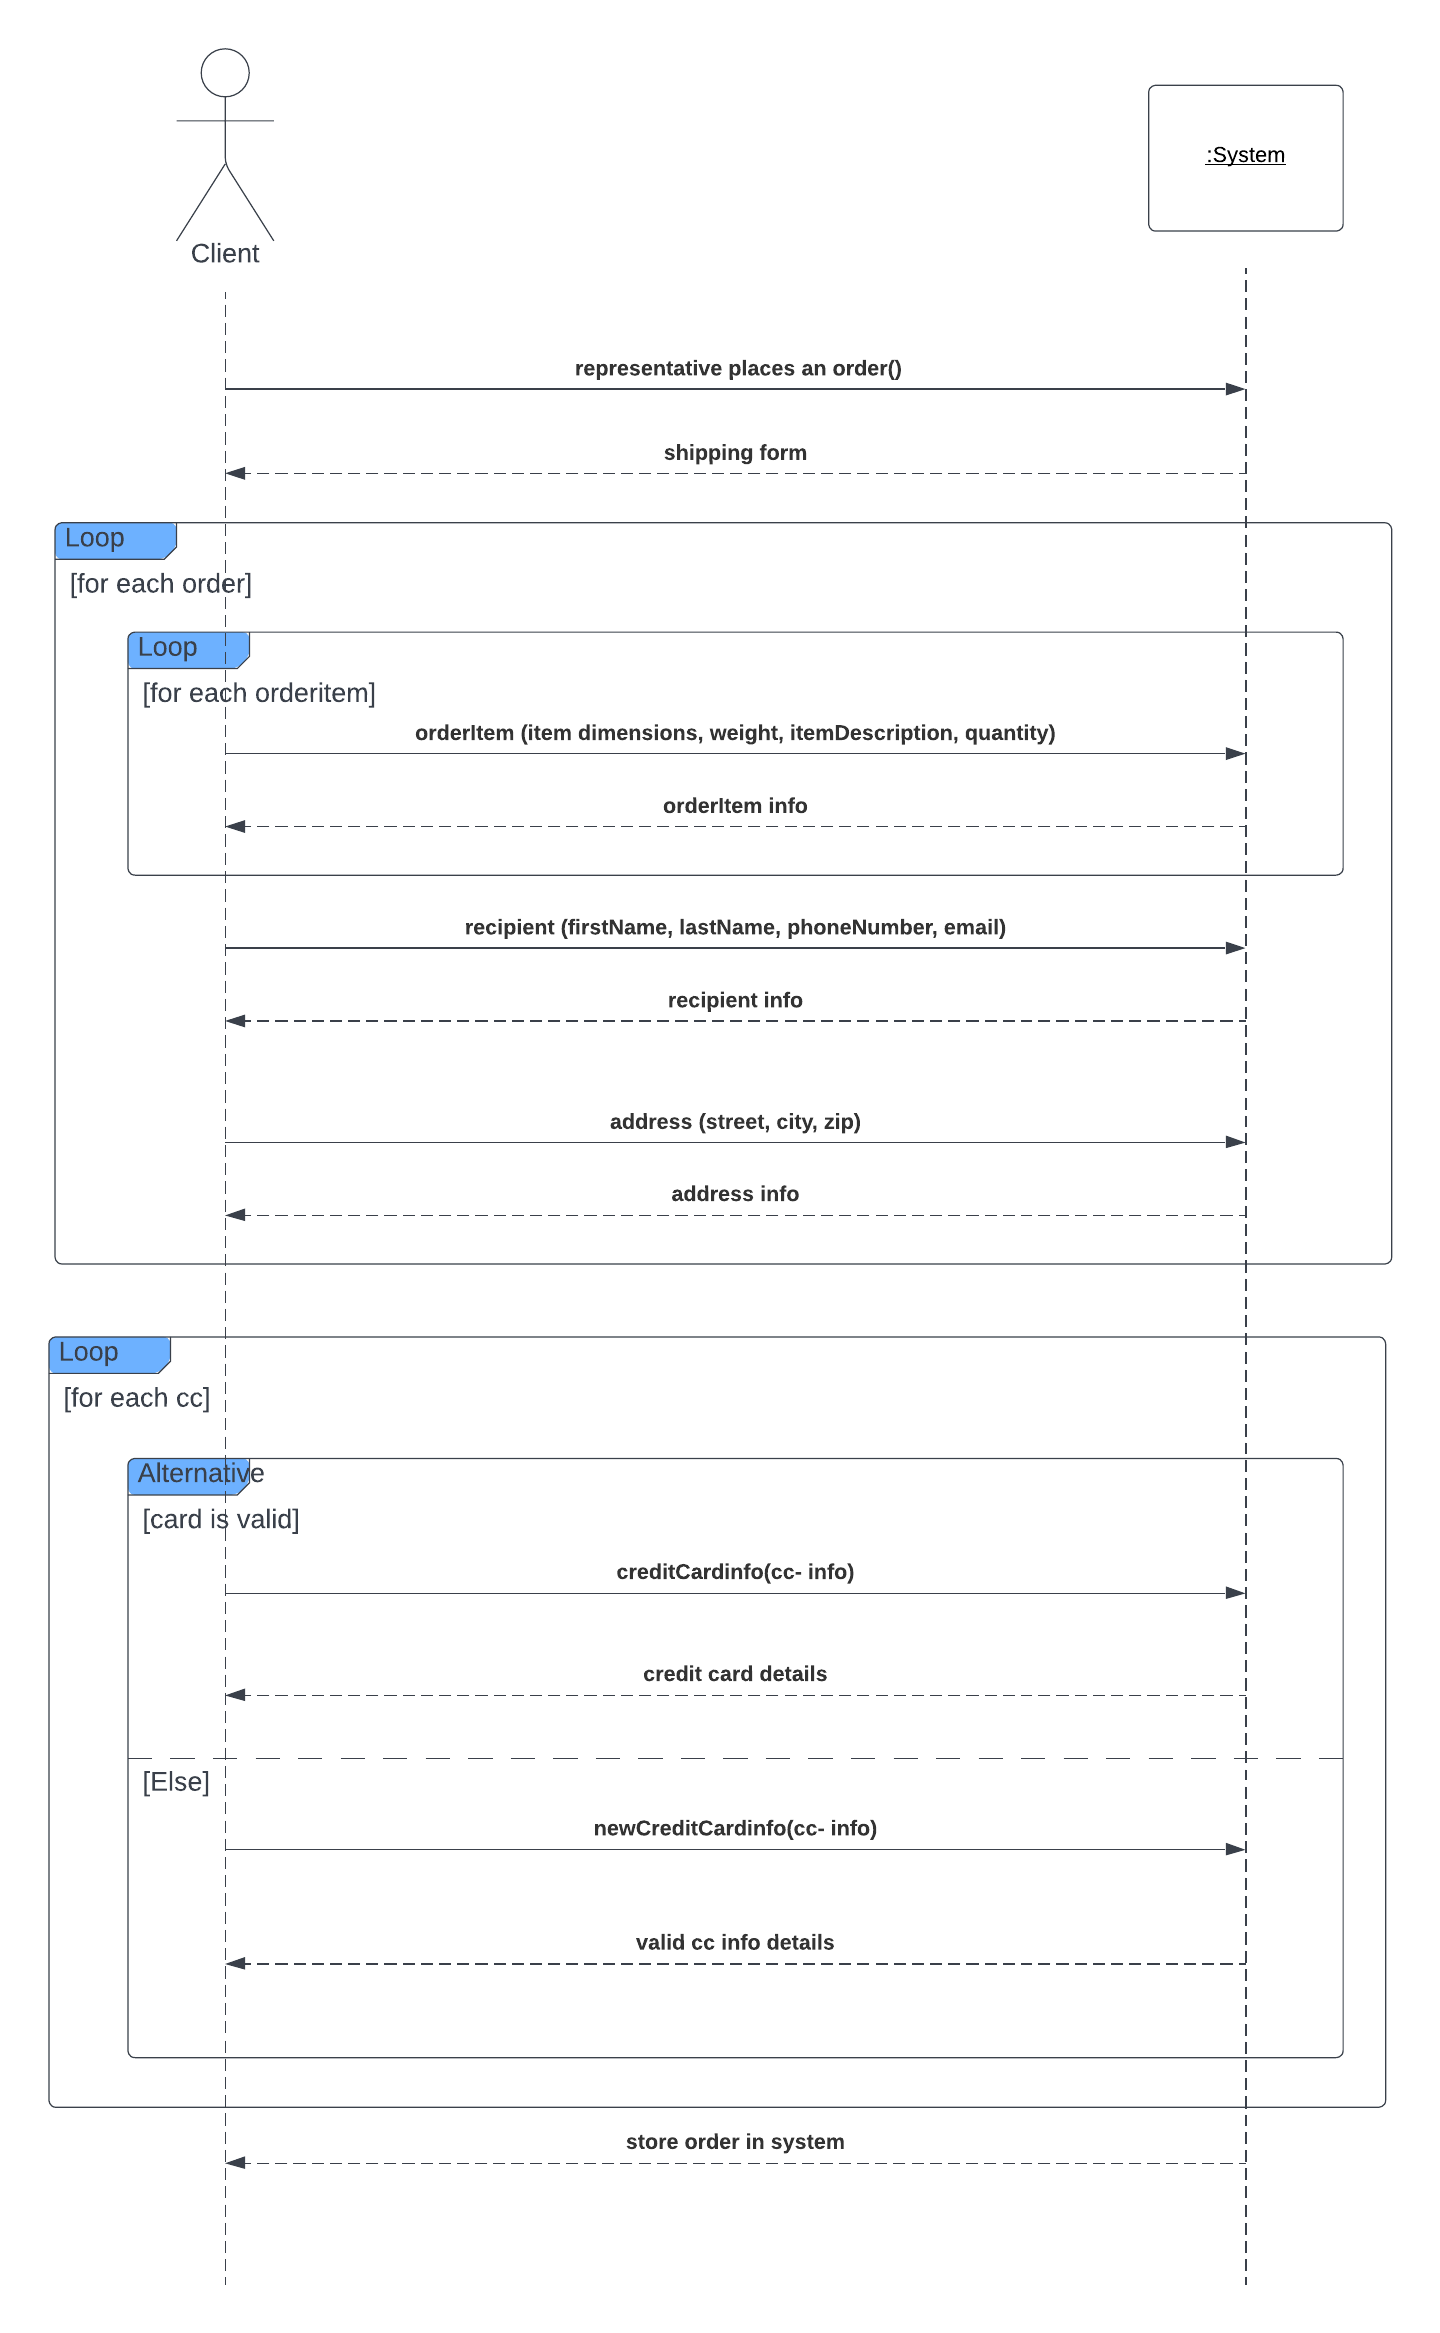 :System
Client
representative places an order()
shipping form
Loop
[for each order]
Loop
[for each orderitem]
orderItem (item dimensions, weight, itemDescription, quantity)
orderItem info
recipient (firstName, lastName, phoneNumber, email)
recipient info
address (street, city, zip)
address info
Loop
[for each cc]
Alternative
[card is valid]
creditCardinfo(cc- info)
credit card details
[Else]
newCreditCardinfo(cc- info)
valid cc info details
store order in system